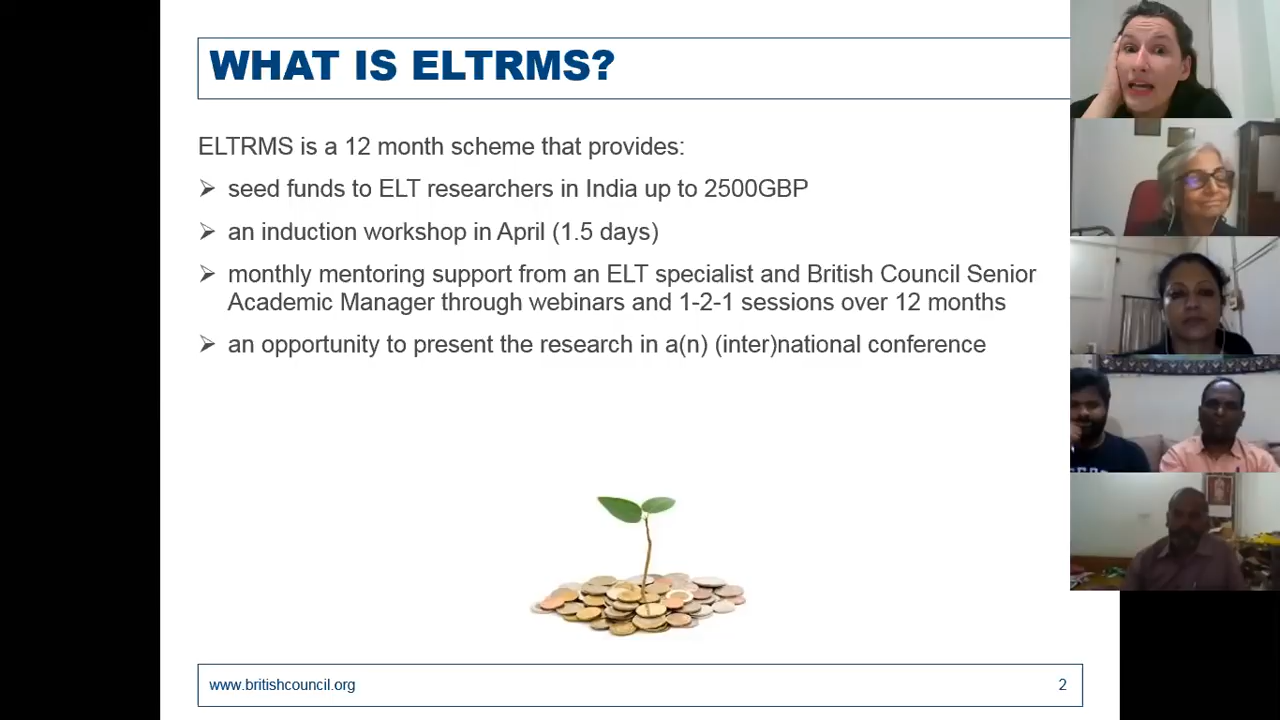 WHAT IS ELTRMS?
ELTRMS is a 12 month scheme that provides:
➢ seed funds to ELT researchers in India up to 2500GBP
➢ an induction workshop in April (1.5 days)
➢ monthly mentoring support from an ELT specialist and British Council Senior
Academic Manager through webinars and 1-2-1 sessions over 12 months
➢ an opportunity to present the research in a(n) (inter)national conference
www.britishcouncil.org
2